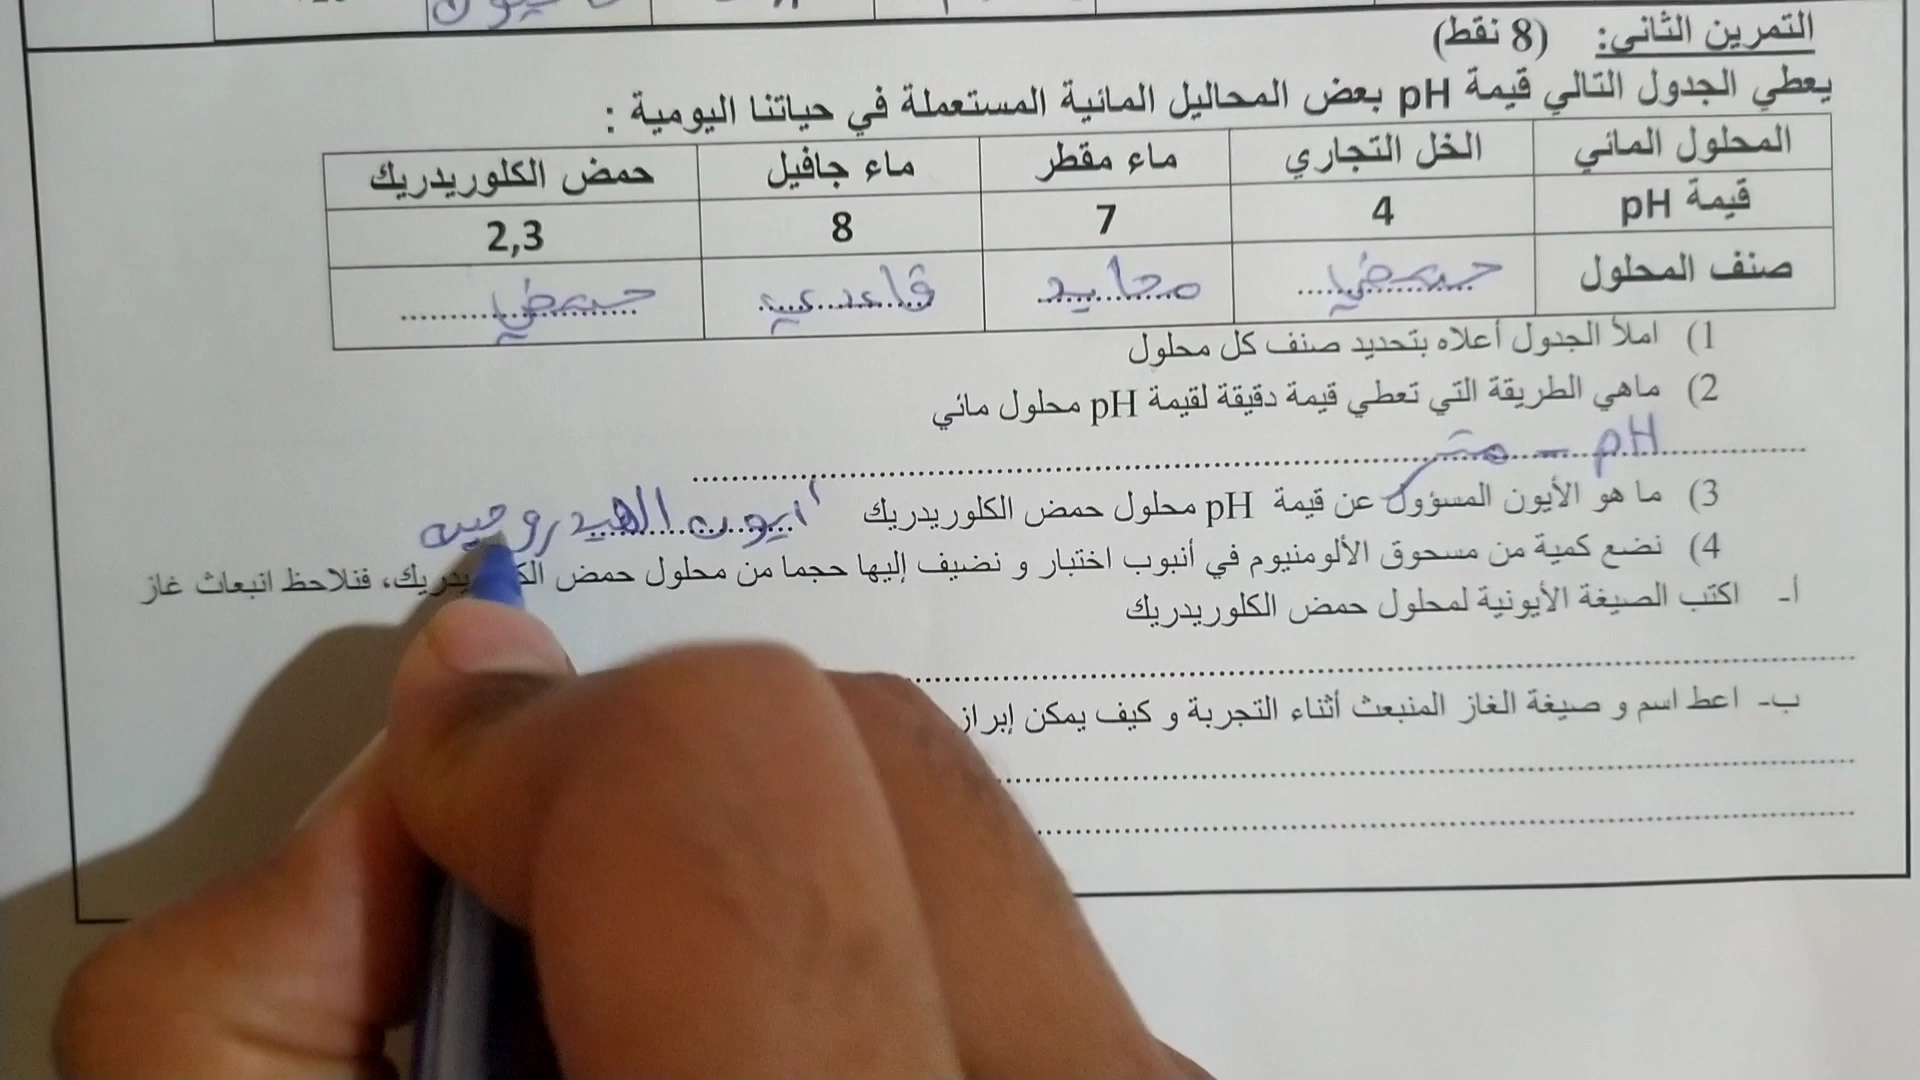 التمرين الثاني: (8 نقط)
يعطي الجدول التالي قيمة pH بعض المحاليل المائية المستعملة في حياتنا اليومية :
المحلول المائي الخل التجاري ماء مقطر ماء جافيل حمض الكلوريدريك
قيمة pH 4 7 8 2,3
صنف المحلول حمضي محايد قاعدي حمضي
1) املأ الجدول أعلاه بتحديد صنف كل محلول
2) ماهي الطريقة التي تعطي قيمة دقيقة لقيمة pH محلول مائي
pH - متر
3) ما هو الأيون المسؤول عن قيمة pH محلول حمض الكلوريدريك أيون الهيدروجين
4) نضع كمية من مسحوق الألومنيوم في أنبوب اختبار و نضيف إليها حجما من محلول حمض الكلوريدريك، فنلاحظ انبعاث غاز
أ- اكتب الصيغة الأيونية لمحلول حمض الكلوريدريك
ب- اعط اسم و صيغة الغاز المنبعث أثناء التجربة و كيف يمكن إبراز